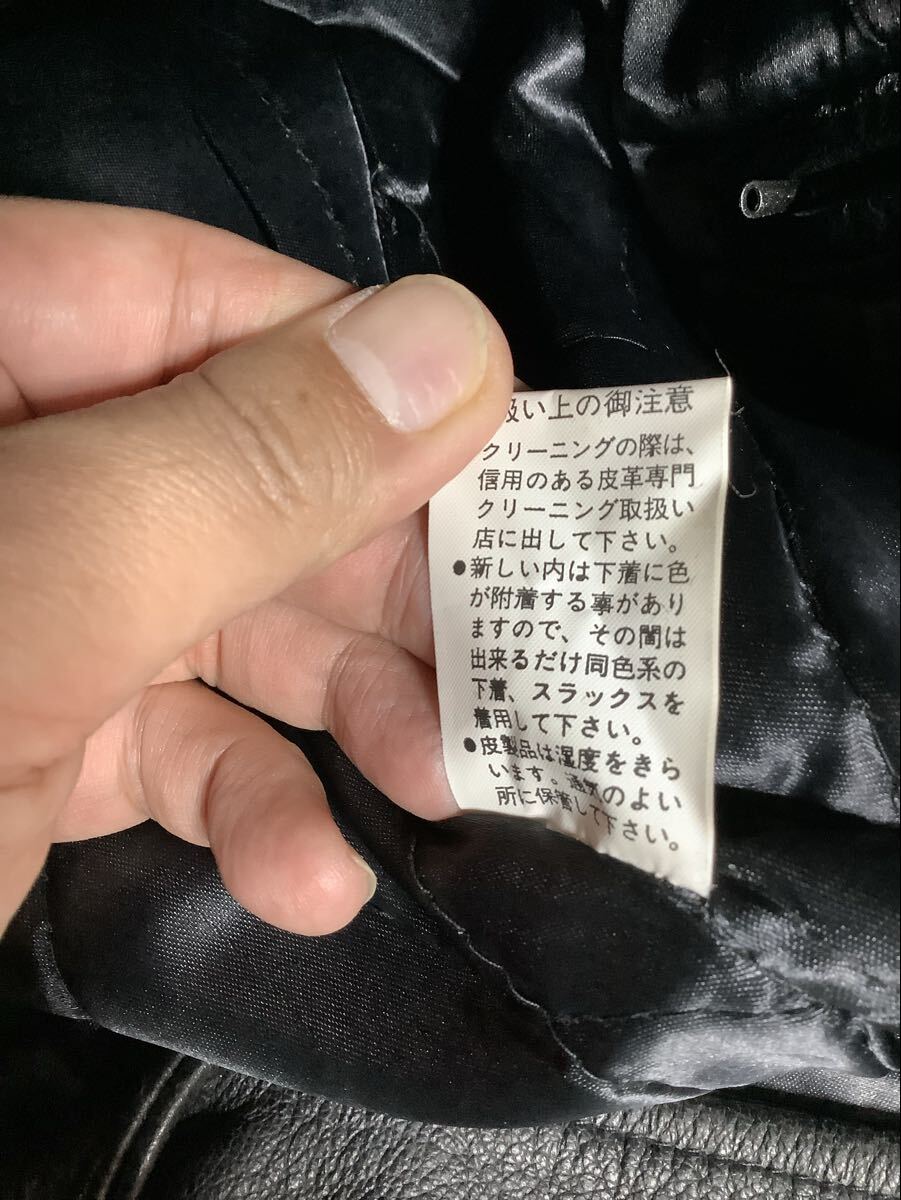 扱い上の御注意
クリーニングの際は、
信用のある皮革専門
クリーニング取扱い
店に出して下さい。
●新しい内は下着に色
が附着する事があり
ますので、その間は
出来るだけ同色系の
下着、スラックスを
着用して下さい。
●皮製品は湿度をきら
います。通気のよい
所に保管して下さい。